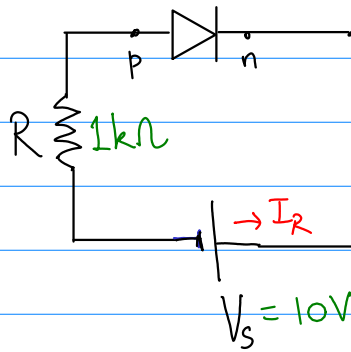 p n
R 1kΩ
→ I_R
V_S = 10V